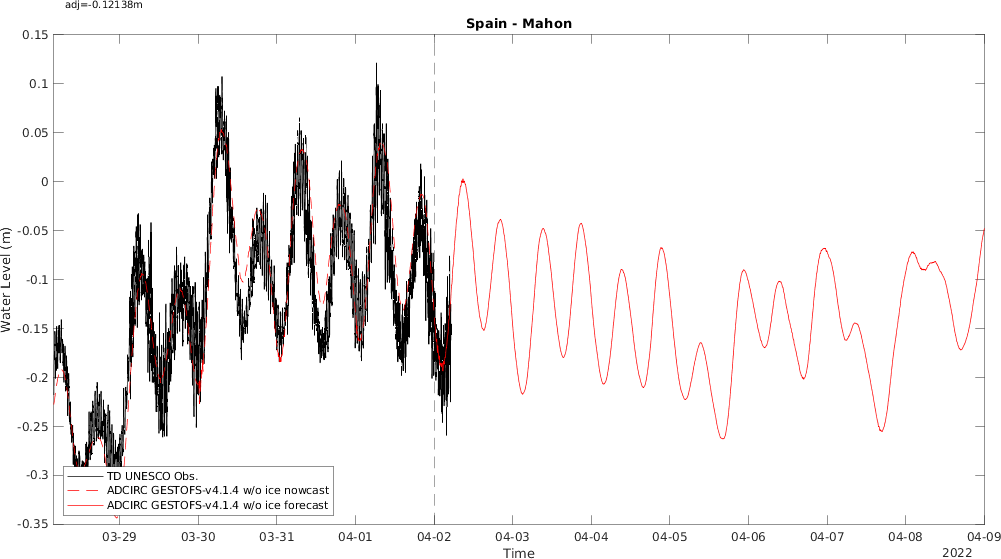 adj=-0.12138m
Spain - Mahon
0.15
0.1
0.05
0
-0.05
-0.1
-0.15
-0.2
-0.25
-0.3
-0.35
Water Level (m)
TD UNESCO Obs.
ADCIRC GESTOFS-v4.1.4 w/o ice nowcast
ADCIRC GESTOFS-v4.1.4 w/o ice forecast
03-29 03-30 03-31 04-01 04-02 04-03 04-04 04-05 04-06 04-07 04-08 04-09
Time
2022